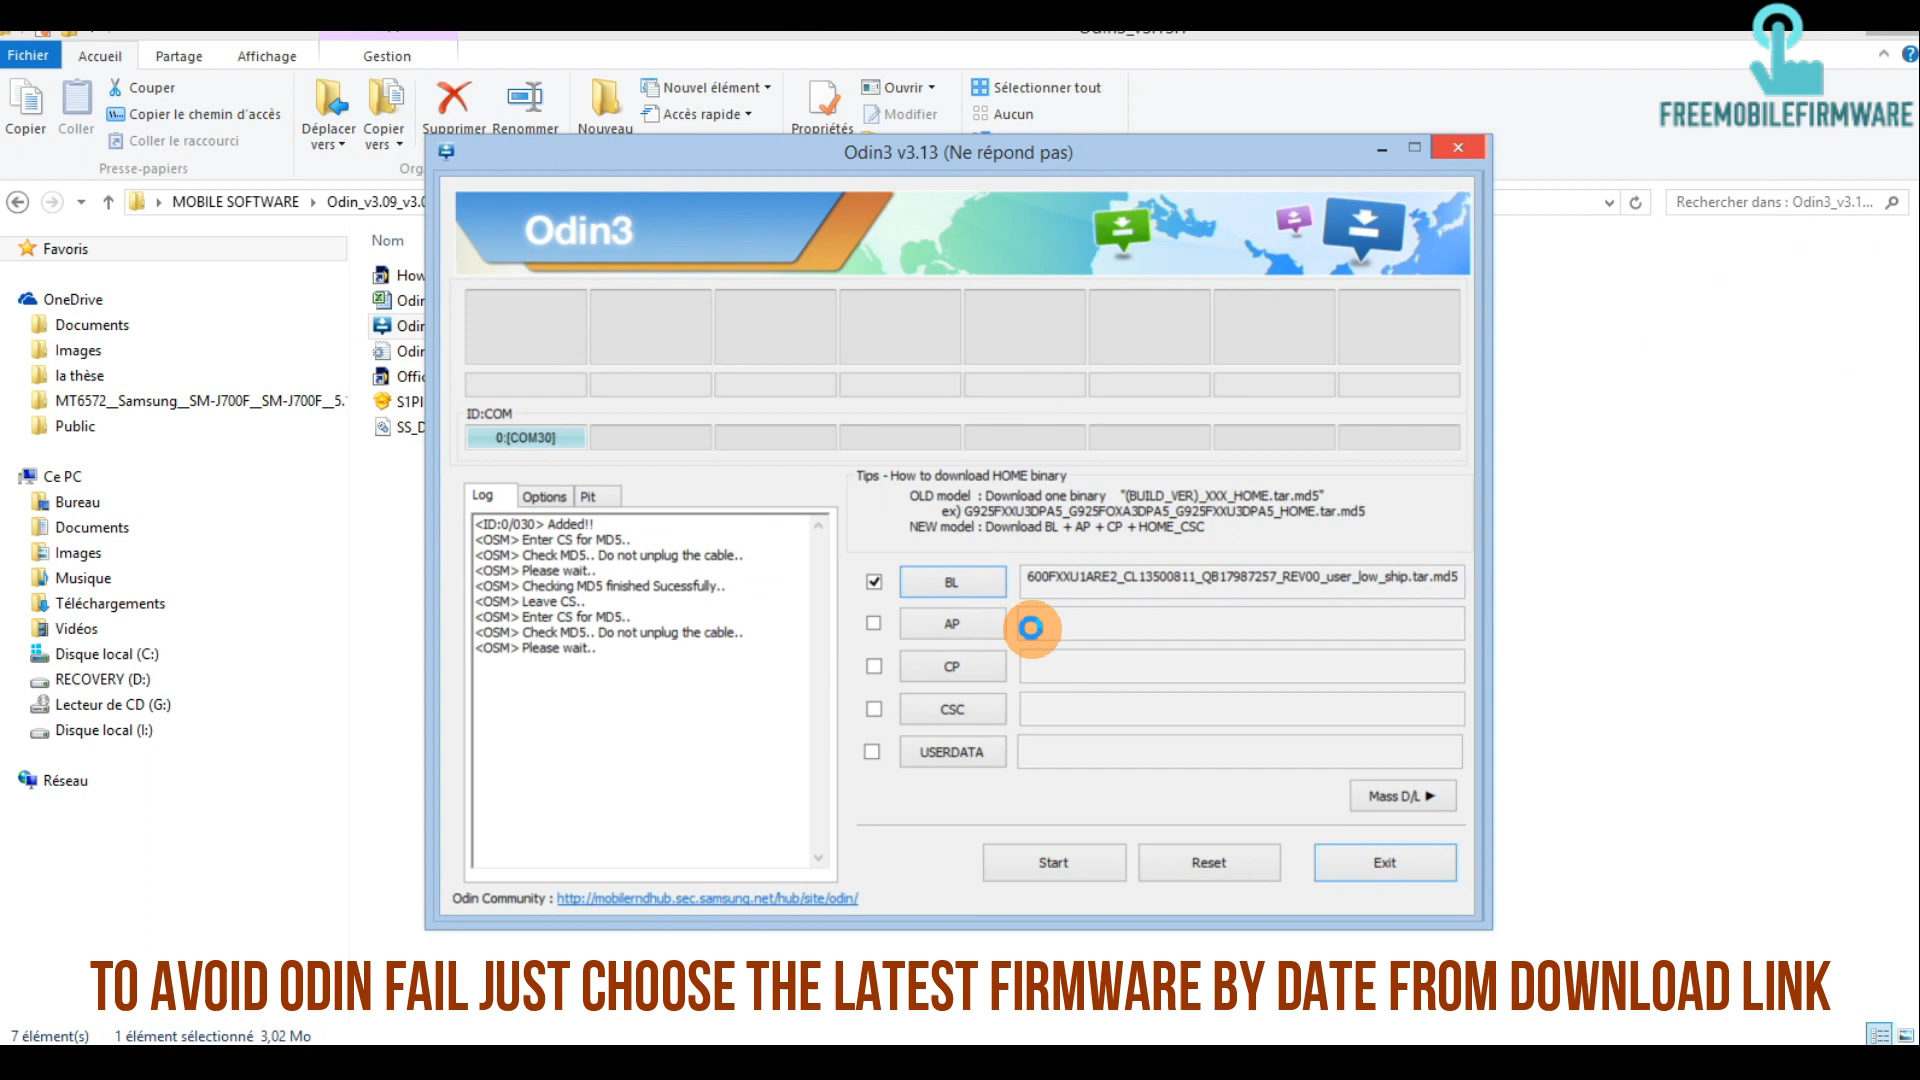 FREEMOBILEFIRMWARE
Fichier
Accueil
Partage
Affichage
Gestion
Copier
Coller
Couper
Copier le chemin d'accès
Coller le raccourci
Presse-papiers
Déplacer vers
Copier vers
Supprimer
Renommer
Nouveau
Nouvel élément
Accès rapide
Propriétés
Ouvrir
Modifier
Sélectionner tout
Aucun
MOBILE SOFTWARE
Odin_v3.09_v3.0
Rechercher dans : Odin3_v3.1...
Odin3 v3.13 (Ne répond pas)
Odin3
Favoris
OneDrive
Documents
Images
la thèse
MT6572__Samsung__SM-J700F__SM-J700F__5.
Public
Ce PC
Bureau
Documents
Images
Musique
Téléchargements
Vidéos
Disque local (C:)
RECOVERY (D:)
Lecteur de CD (G:)
Disque local (I:)
Réseau
Nom
How
Odin
Odin
Odin
Offic
S1PI
SS_D
ID:COM
0:[COM30]
Log
Options
Pit
<ID:0/030> Added!!
<OSM> Enter CS for MD5..
<OSM> Check MD5.. Do not unplug the cable..
<OSM> Please wait..
<OSM> Checking MD5 finished Sucessfully..
<OSM> Leave CS..
<OSM> Enter CS for MD5..
<OSM> Check MD5.. Do not unplug the cable..
<OSM> Please wait..
Tips - How to download HOME binary
OLD model : Download one binary "(BUILD_VER)_XXX_HOME.tar.md5"
ex) G925FXXU3DPA5_G925FOXA3DPA5_G925FXXU3DPA5_HOME.tar.md5
NEW model : Download BL + AP + CP + HOME_CSC
BL
600FXXU1ARE2_CL13500811_QB17987257_REV00_user_low_ship.tar.md5
AP
CP
CSC
USERDATA
Mass D/L
Start
Reset
Exit
Odin Community : http://mobilerndhub.sec.samsung.net/hub/site/odin/
TO AVOID ODIN FAIL JUST CHOOSE THE LATEST FIRMWARE BY DATE FROM DOWNLOAD LINK
7 élément(s)
1 élément sélectionné 3,02 Mo